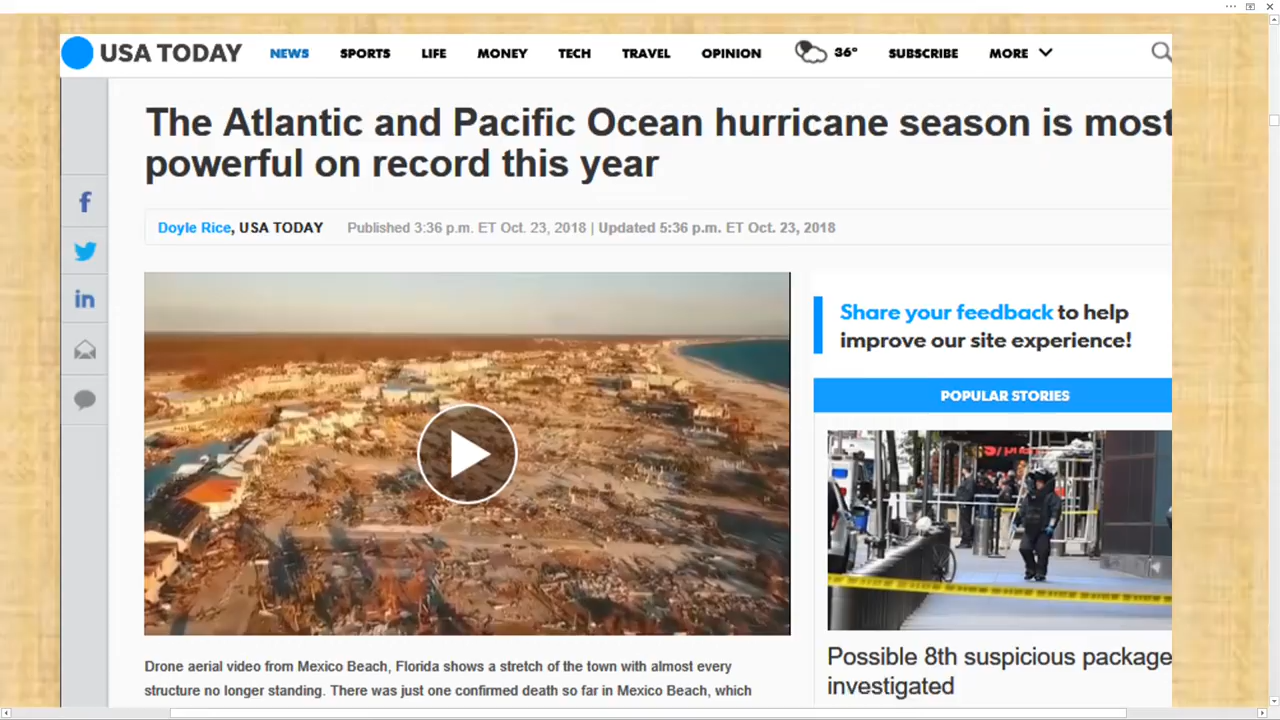 USA TODAY NEWS SPORTS LIFE MONEY TECH TRAVEL OPINION 36° SUBSCRIBE MORE
The Atlantic and Pacific Ocean hurricane season is most
powerful on record this year
Doyle Rice, USA TODAY Published 3:36 p.m. ET Oct. 23, 2018 | Updated 5:36 p.m. ET Oct. 23, 2018
Share your feedback to help
improve our site experience!
POPULAR STORIES
Possible 8th suspicious package
investigated
Drone aerial video from Mexico Beach, Florida shows a stretch of the town with almost every
structure no longer standing. There was just one confirmed death so far in Mexico Beach, which